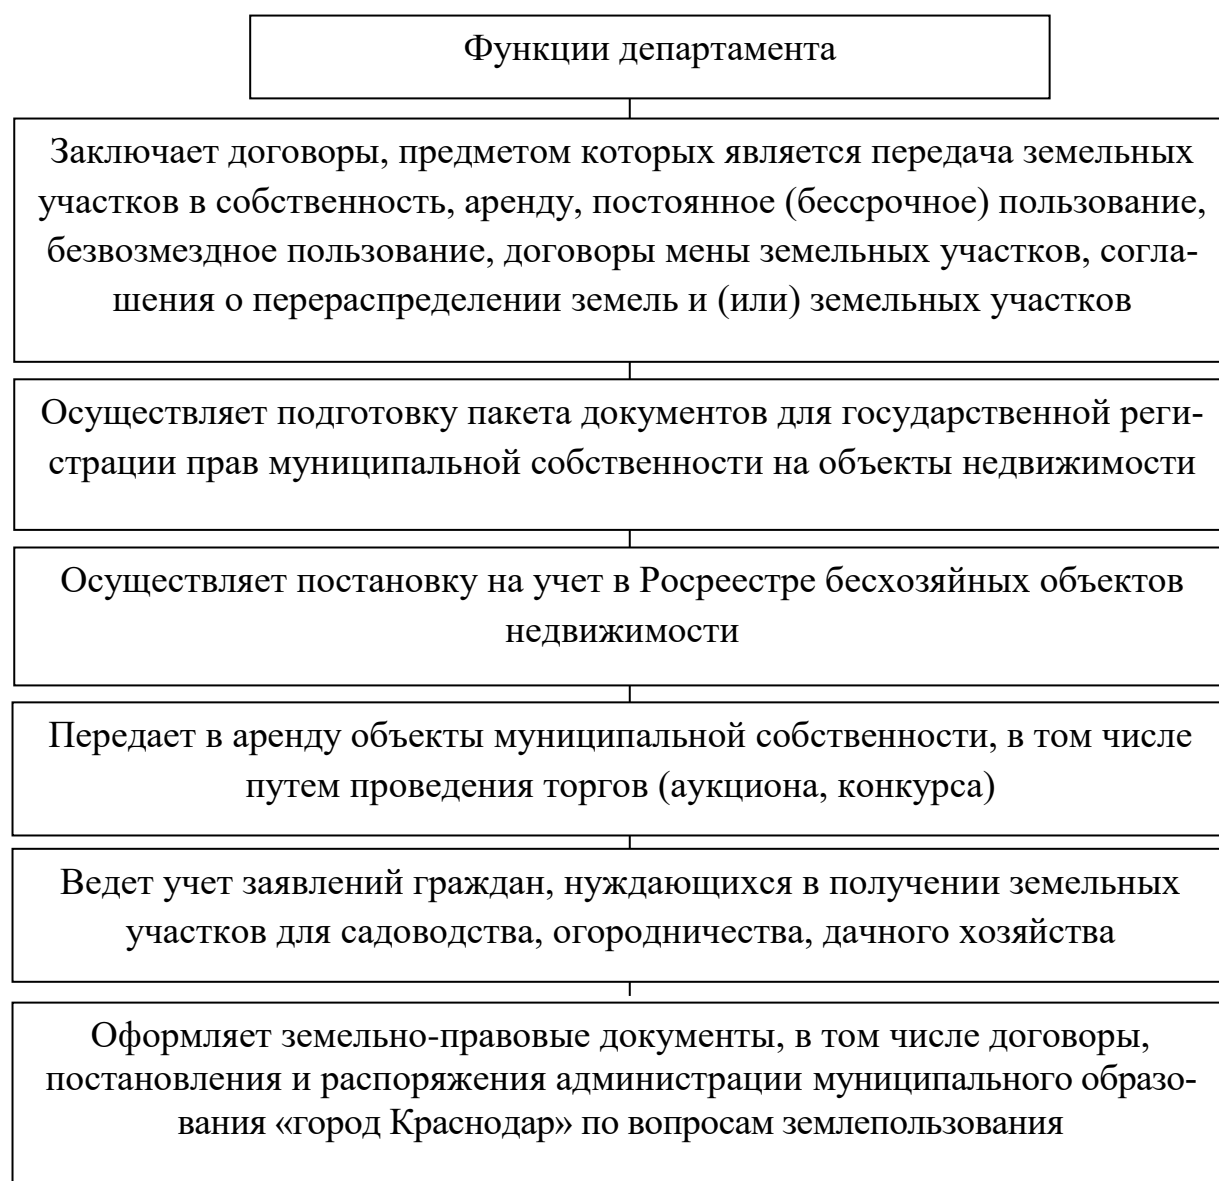 Функции департамента
Заключает договоры, предметом которых является передача земельных
участков в собственность, аренду, постоянное (бессрочное) пользование,
безвозмездное пользование, договоры мены земельных участков, согла-
шения о перераспределении земель и (или) земельных участков
Осуществляет подготовку пакета документов для государственной реги-
страции прав муниципальной собственности на объекты недвижимости
Осуществляет постановку на учет в Росреестре бесхозяйных объектов
недвижимости
Передает в аренду объекты муниципальной собственности, в том числе
путем проведения торгов (аукциона, конкурса)
Ведет учет заявлений граждан, нуждающихся в получении земельных
участков для садоводства, огородничества, дачного хозяйства
Оформляет земельно-правовые документы, в том числе договоры,
постановления и распоряжения администрации муниципального образо-
вания «город Краснодар» по вопросам землепользования